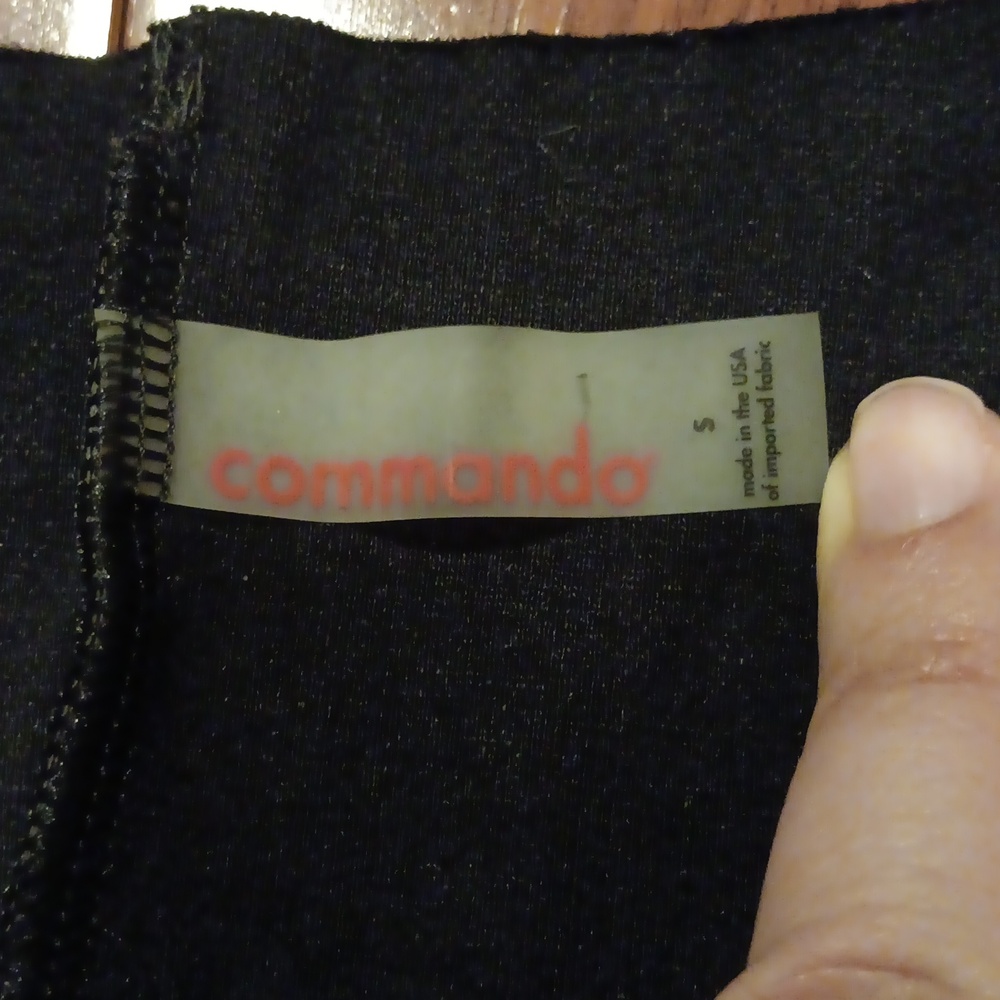 commando
S
made in the USA
of imported fabric